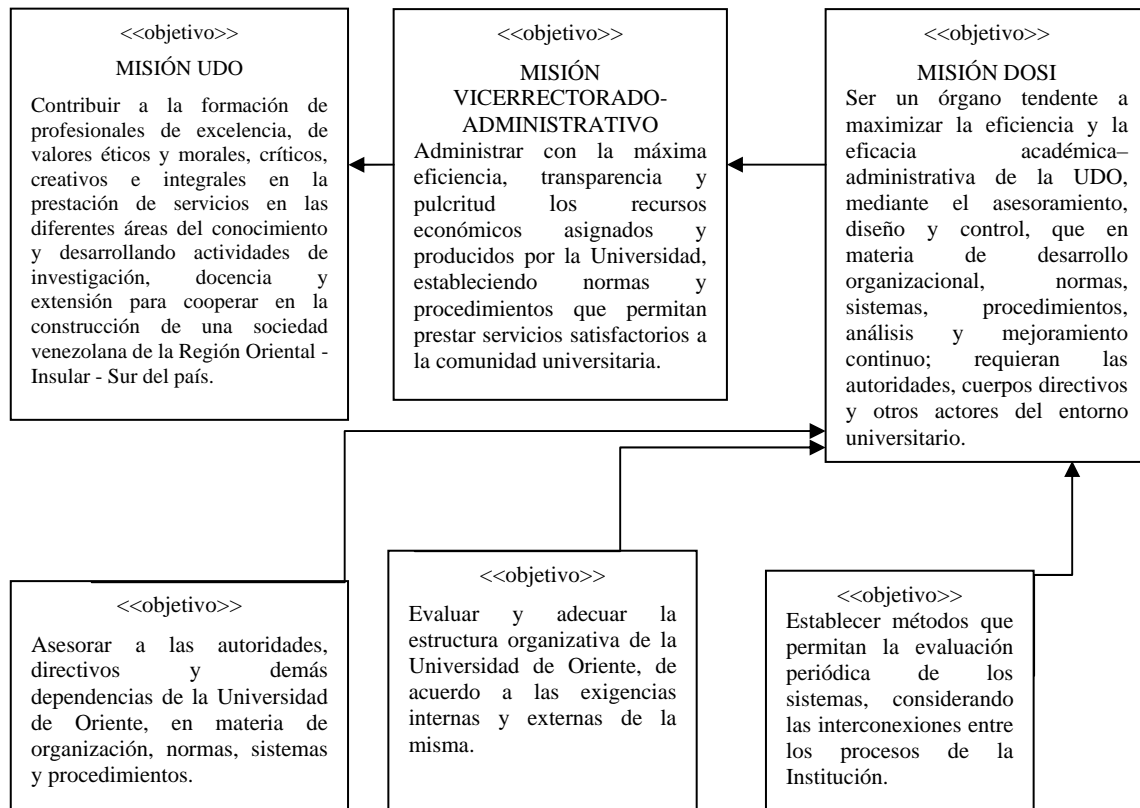 <<objetivo>>
MISIÓN UDO
Contribuir a la formación de
profesionales de excelencia, de
valores éticos y morales, críticos,
creativos e integrales en la
prestación de servicios en las
diferentes áreas del conocimiento
y desarrollando actividades de
investigación, docencia y
extensión para cooperar en la
construcción de una sociedad
venezolana de la Región Oriental -
Insular - Sur del país.
<<objetivo>>
MISIÓN
VICERRECTORADO-
ADMINISTRATIVO
Administrar con la máxima
eficiencia, transparencia y
pulcritud los recursos
económicos asignados y
producidos por la Universidad,
estableciendo normas y
procedimientos que permitan
prestar servicios satisfactorios a
la comunidad universitaria.
<<objetivo>>
MISIÓN DOSI
Ser un órgano tendente a
maximizar la eficiencia y la
eficacia académica–
administrativa de la UDO,
mediante el asesoramiento,
diseño y control, que en
materia de desarrollo
organizacional, normas,
sistemas, procedimientos,
análisis y mejoramiento
continuo; requieran las
autoridades, cuerpos directivos
y otros actores del entorno
universitario.
<<objetivo>>
Asesorar a las autoridades,
directivos y demás
dependencias de la Universidad
de Oriente, en materia de
organización, normas, sistemas
y procedimientos.
<<objetivo>>
Evaluar y adecuar la
estructura organizativa de la
Universidad de Oriente, de
acuerdo a las exigencias
internas y externas de la
misma.
<<objetivo>>
Establecer métodos que
permitan la evaluación
periódica de los
sistemas, considerando
las interconexiones entre
los procesos de la
Institución.